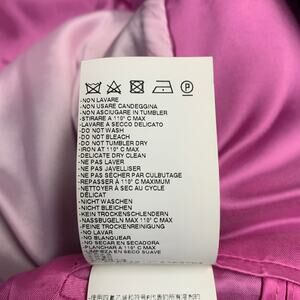 P
-NON LAVARE
-NON USARE CANDEGGINA
-NON ASCIUGARE IN TUMBLER
-STIRARE A 110° C MAX
-LAVARE A SECCO DELICATO
-DO NOT WASH
-DO NOT BLEACH
-DO NOT TUMBLER DRY
-IRON AT 110° C MAX
-DELICATE DRY CLEAN
-NE PAS LAVER
-NE PAS JAVELLISER
-NE PAS SÉCHER PAR CULBUTAGE
-REPASSER À 110° C MAXIMUM
-NETTOYER À SEC AU CYCLE
DÉLICAT
-NICHT WASCHEN
-NICHT BLEICHEN
-KEIN TROCKENSCHLENDERN
-NASSBUGELN MAX 110° C MAX
-FEINE TROCKENREINIGUNG
-NO LAVAR
-NO BLANQUEAR
-NO SECAR EN SECADORA
-PLANCHAR A 110° C MAX
-LIMPIEZA EN SECO SUAVE